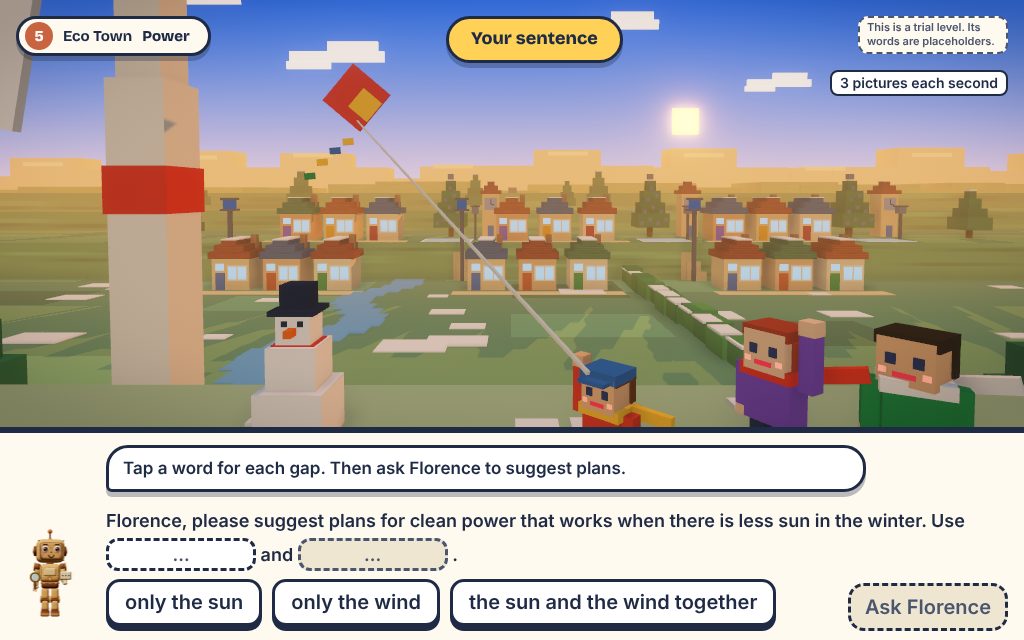 5 Eco Town Power
Your sentence
This is a trial level. Its
words are placeholders.
3 pictures each second
Tap a word for each gap. Then ask Florence to suggest plans.
Florence, please suggest plans for clean power that works when there is less sun in the winter. Use
... and ... .
only the sun
only the wind
the sun and the wind together
Ask Florence